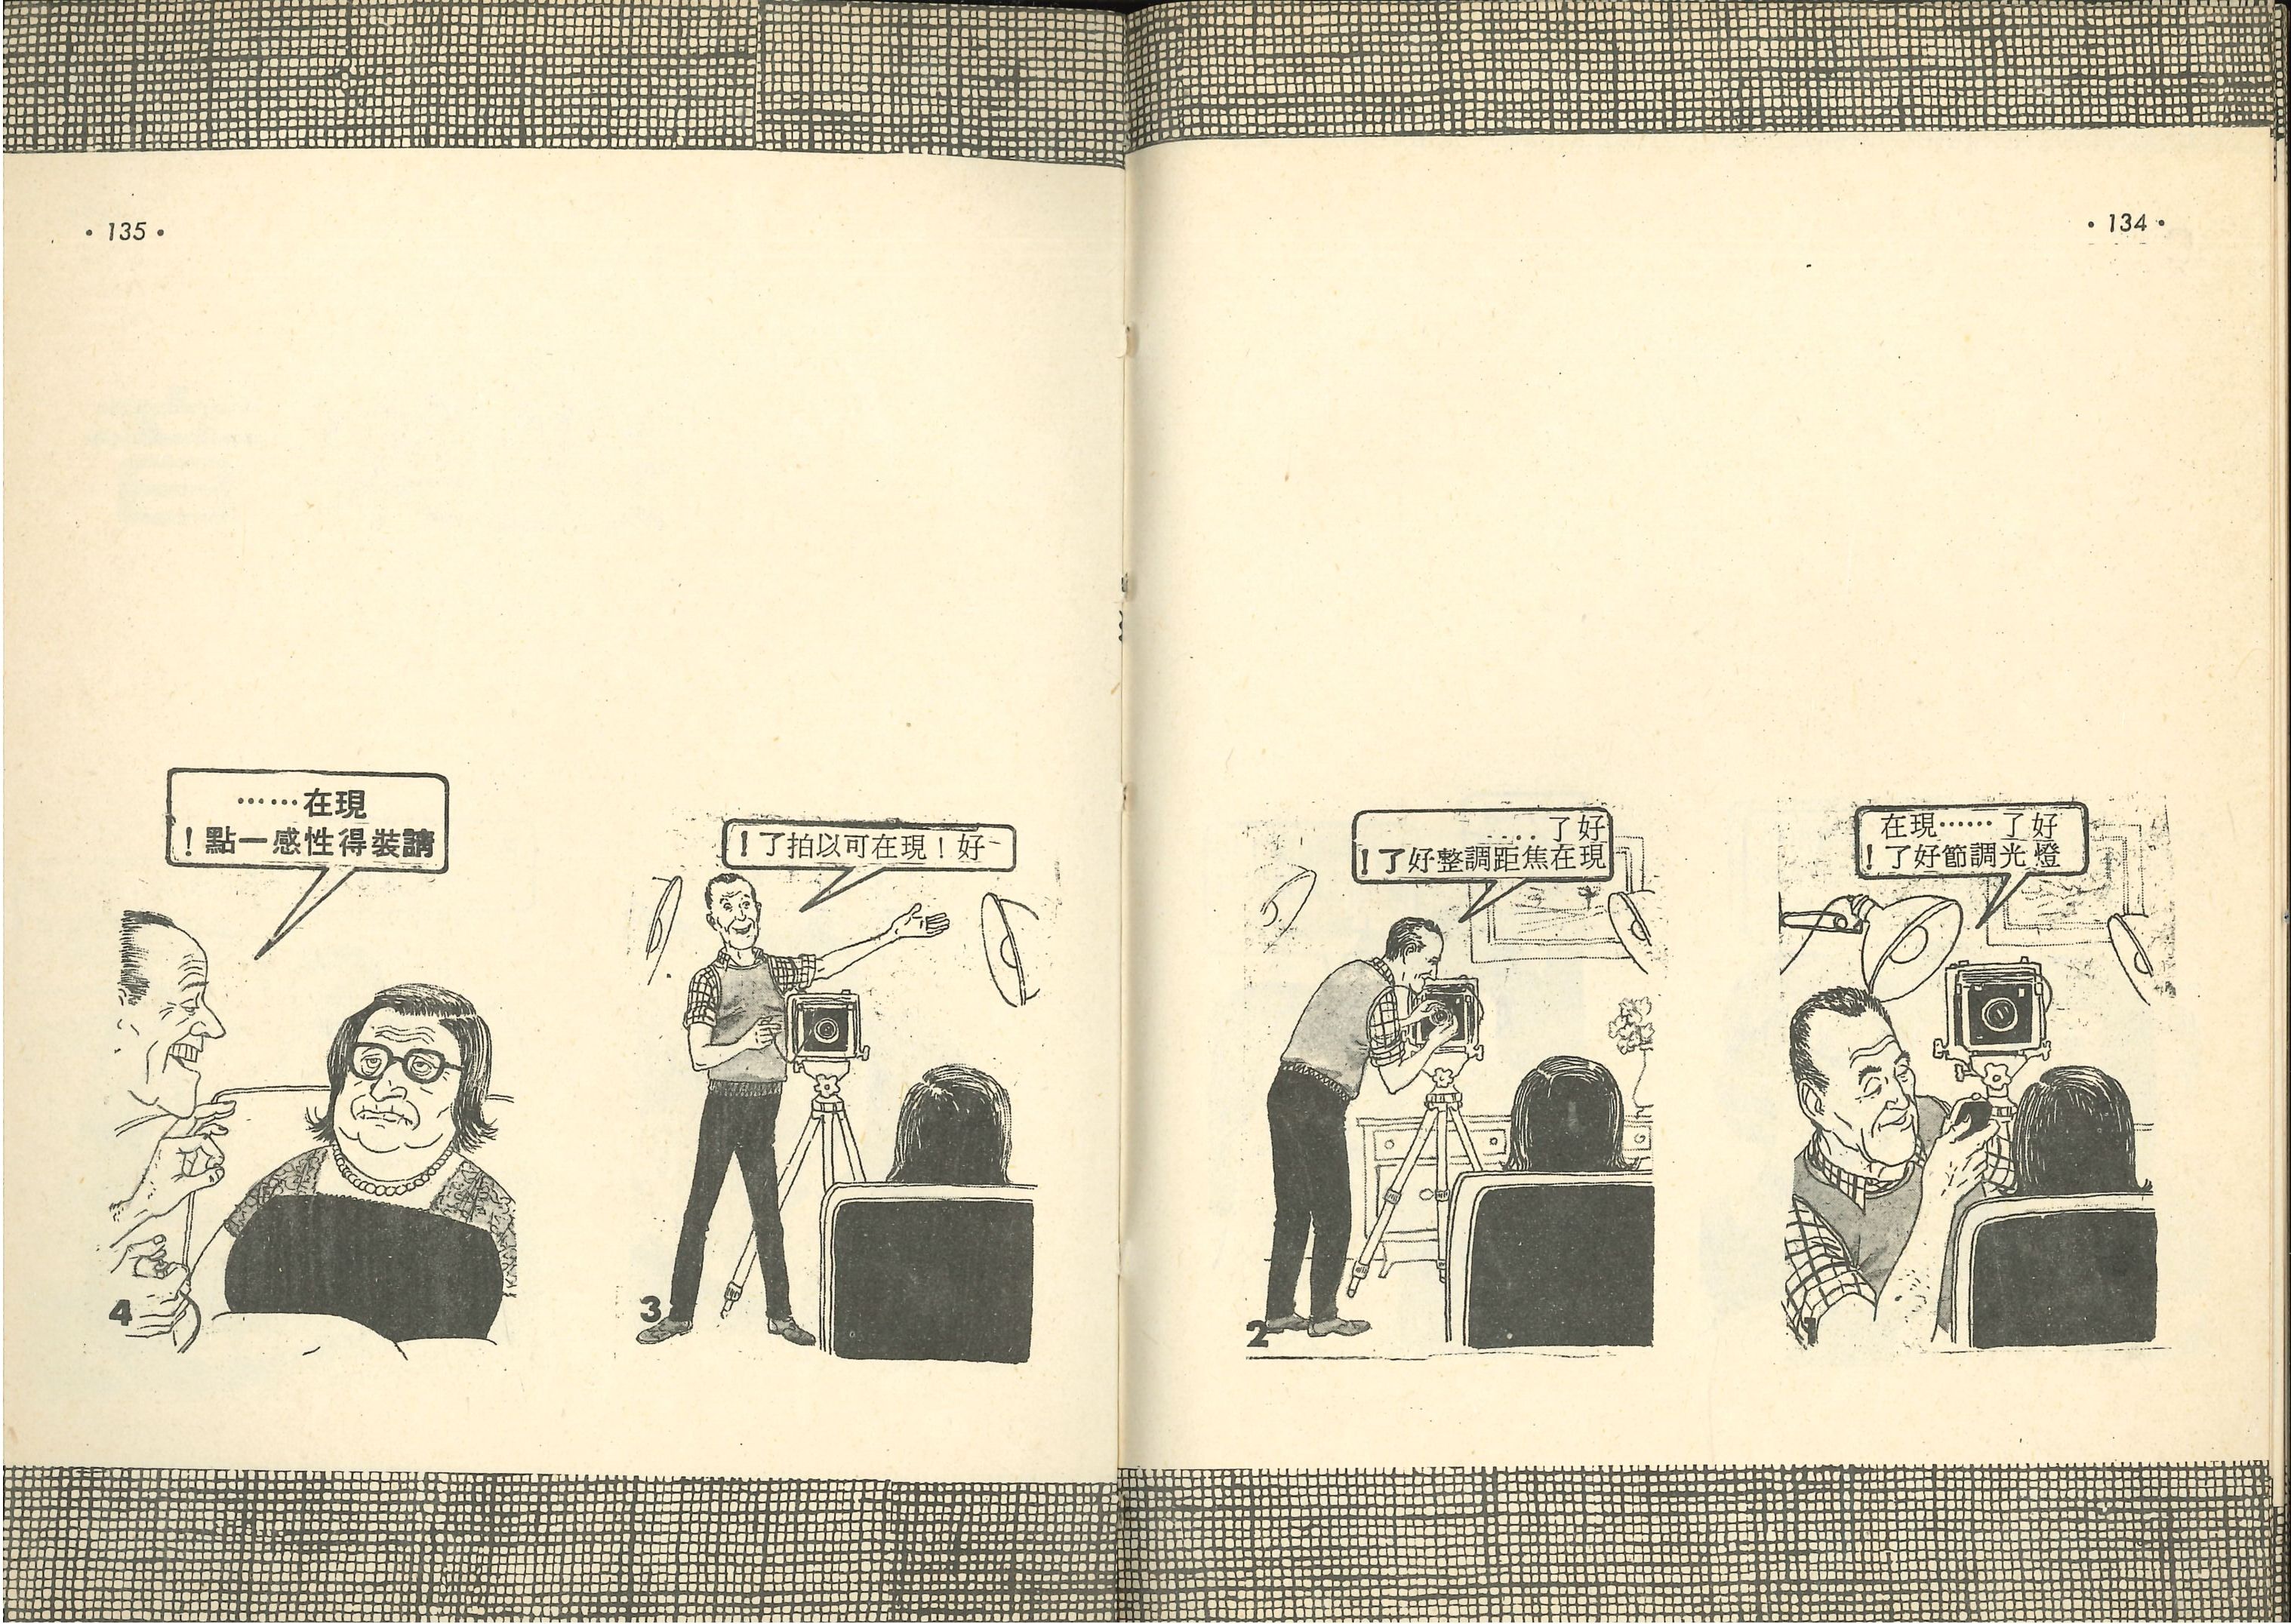 • 134 •
好了……現在
燈光調節好了！
1
好了....
現在焦距調整好了！
2
• 135 •
好！現在可以拍了！
3
現在……
請裝得性感一點！
4